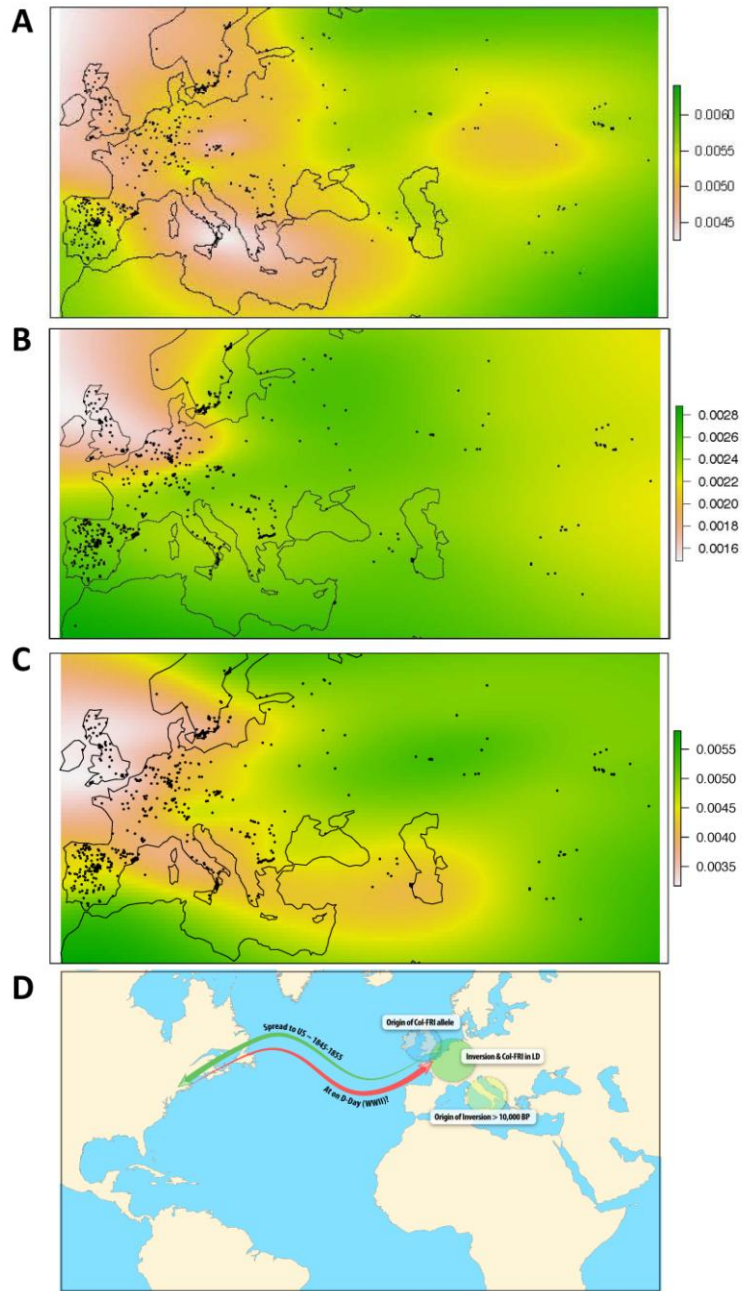 A
0.0060
0.0055
0.0050
0.0045
B
0.0028
0.0026
0.0024
0.0022
0.0020
0.0018
0.0016
C
0.0055
0.0050
0.0045
0.0040
0.0035
D
Origin of Col-FRI allele
Spread to US ~ 1845-1855
Inversion & Col-FRI in LD
At on D-Day (WWII)?
Origin of Inversion > 10,000 BP